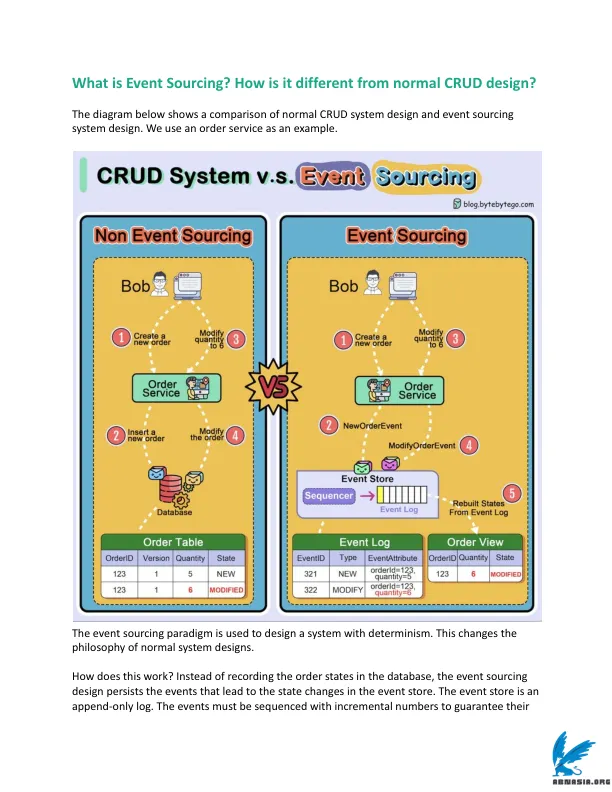 What is Event Sourcing? How is it different from normal CRUD design?
The diagram below shows a comparison of normal CRUD system design and event sourcing
system design. We use an order service as an example.
CRUD System v.s. Event Sourcing
blog.bytebytego.com
Non Event Sourcing
Bob
1 Create a
new order
Modify
quantity
to 6 3
Order
Service
2 Insert a
new order
Modify
the order 4
Database
Order Table
OrderID Version Quantity State
123 1 5 NEW
123 1 6 MODIFIED
VS
Event Sourcing
Bob
1 Create a
new order
Modify
quantity
to 6 3
Order
Service
2 NewOrderEvent
ModifyOrderEvent 4
Event Store
Sequencer
Event Log
5
Rebuilt States
From Event Log
Event Log
EventID Type EventAttribute
321 NEW orderId=123,
quantity=5
322 MODIFY orderId=123,
quantity=6
Order View
OrderID Quantity State
123 6 MODIFIED
The event sourcing paradigm is used to design a system with determinism. This changes the
philosophy of normal system designs.
How does this work? Instead of recording the order states in the database, the event sourcing
design persists the events that lead to the state changes in the event store. The event store is an
append-only log. The events must be sequenced with incremental numbers to guarantee their
ABNASIA.ORG